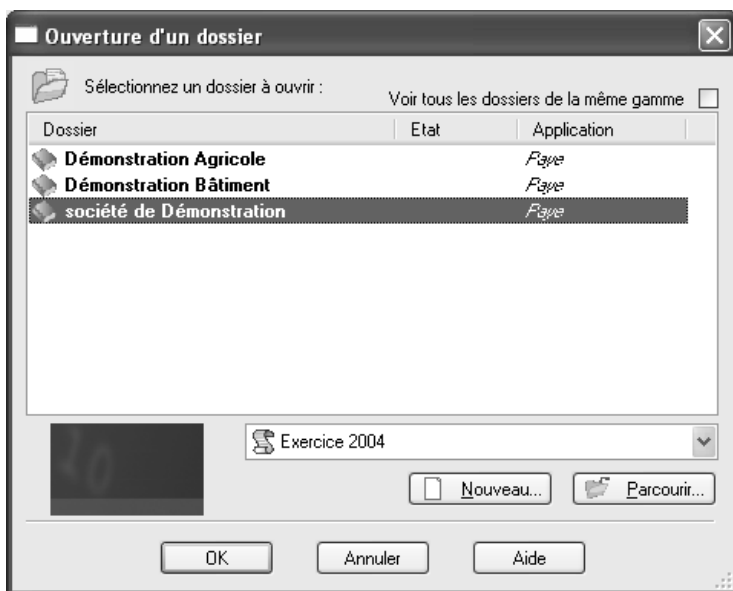 Ouverture d'un dossier
Sélectionnez un dossier à ouvrir :
Voir tous les dossiers de la même gamme
Dossier Etat Application
Démonstration Agricole Paye
Démonstration Bâtiment Paye
société de Démonstration Paye
10
Exercice 2004
Nouveau... Parcourir...
OK Annuler Aide